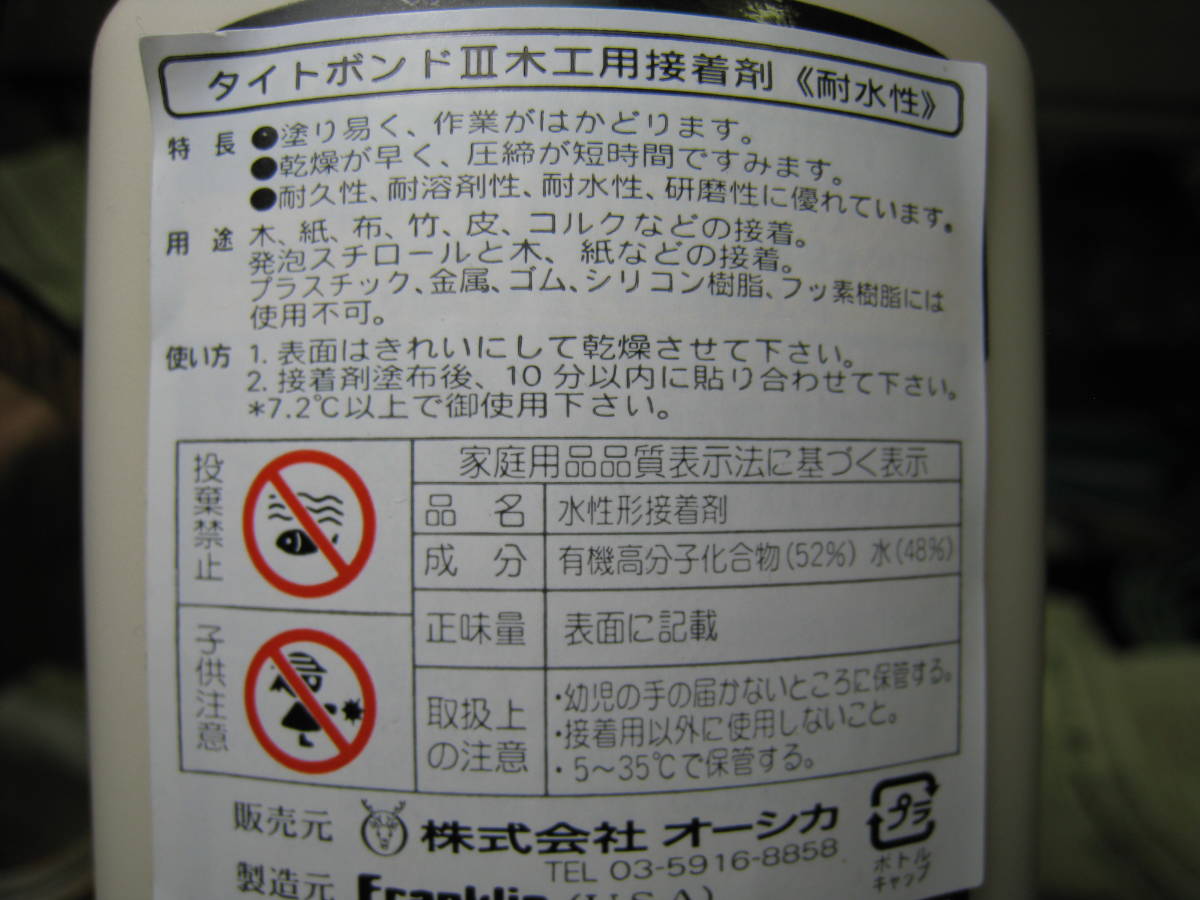 タイトボンドⅢ木工用接着剤《耐水性》
特長 ●塗り易く、作業がはかどります。
●乾燥が早く、圧締が短時間ですみます。
●耐久性、耐溶剤性、耐水性、研磨性に優れています。
用途 木、紙、布、竹、皮、コルクなどの接着。
発泡スチロールと木、紙などの接着。
プラスチック、金属、ゴム、シリコン樹脂、フッ素樹脂には
使用不可。
使い方 1. 表面はきれいにして乾燥させて下さい。
2. 接着剤塗布後、10分以内に貼り合わせて下さい。
*7.2℃以上で御使用下さい。
投棄禁止
子供注意
家庭用品品質表示法に基づく表示
品名 水性形接着剤
成分 有機高分子化合物(52%) 水(48%)
正味量 表面に記載
取扱上
の注意
・幼児の手の届かないところに保管する。
・接着用以外に使用しないこと。
・5~35℃で保管する。
販売元 株式会社 オーシカ
TEL 03-5916-8858
プラ
ボトル
キャップ
製造元 Franklin (U.S.A)